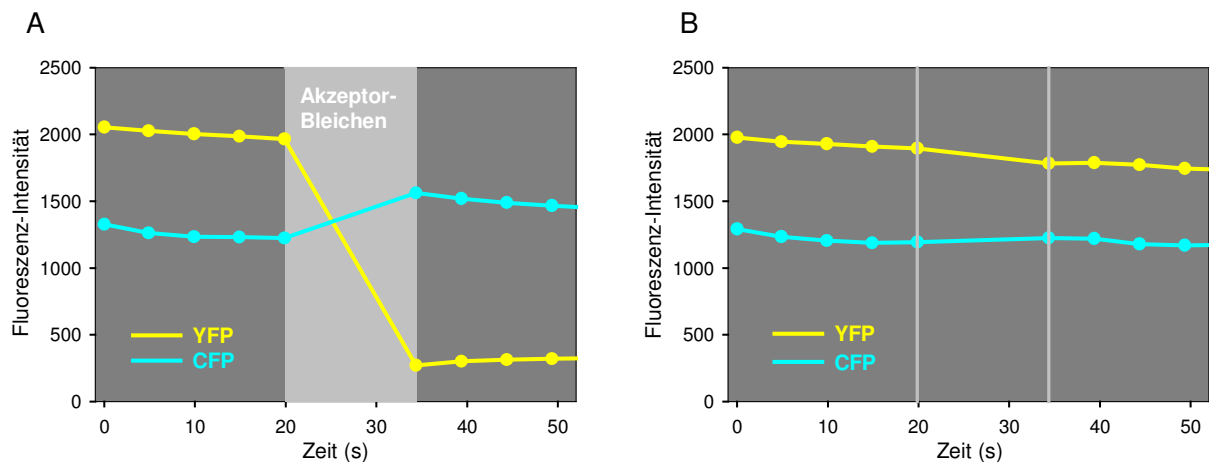 A
2500
2000
1500
1000
500
0
Fluoreszenz-Intensität
Akzeptor-
Bleichen
YFP
CFP
0 10 20 30 40 50
Zeit (s)
B
2500
2000
1500
1000
500
0
Fluoreszenz-Intensität
YFP
CFP
0 10 20 30 40 50
Zeit (s)